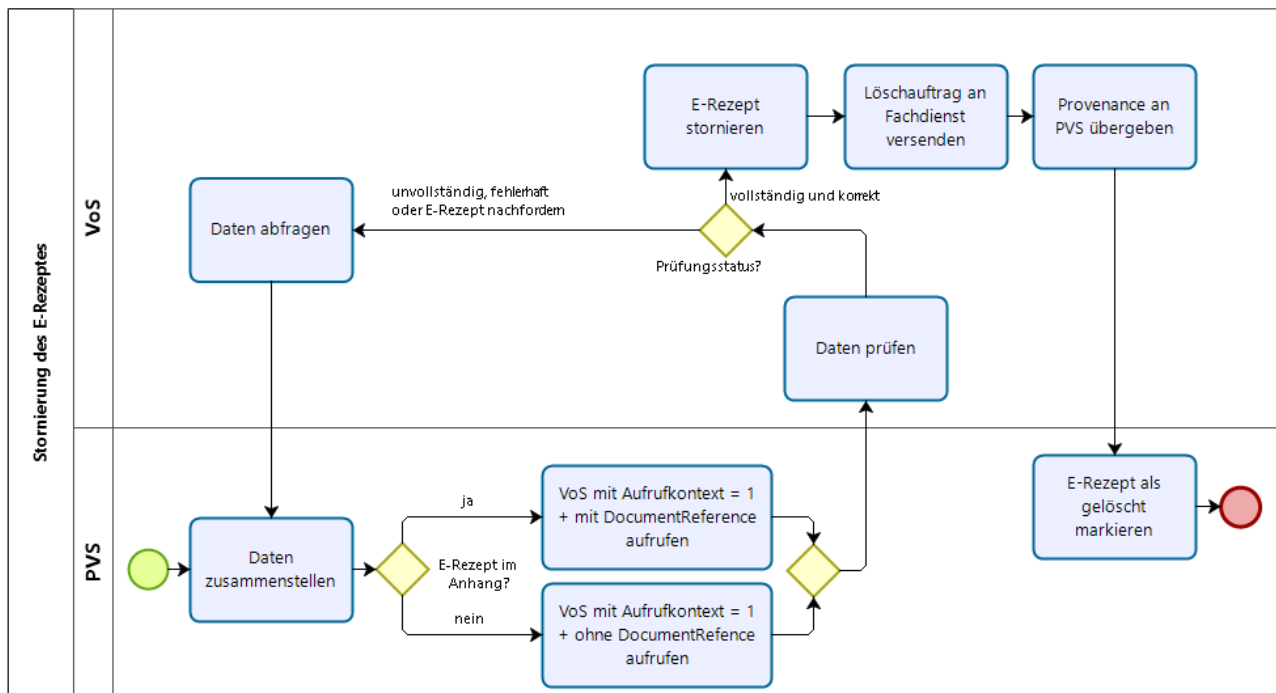 Stornierung des E-Rezeptes
VoS
E-Rezept
stornieren
Löschauftrag an
Fachdienst
versenden
Provenance an
PVS übergeben
unvollständig, fehlerhaft
oder E-Rezept nachfordern
vollständig und korrekt
Daten abfragen
Prüfungsstatus?
Daten prüfen
PVS
Daten
zusammenstellen
ja
E-Rezept im
Anhang?
nein
VoS mit Aufrufkontext = 1
+ mit DocumentReference
aufrufen
VoS mit Aufrufkontext = 1
+ ohne DocumentRefence
aufrufen
E-Rezept als
gelöscht
markieren